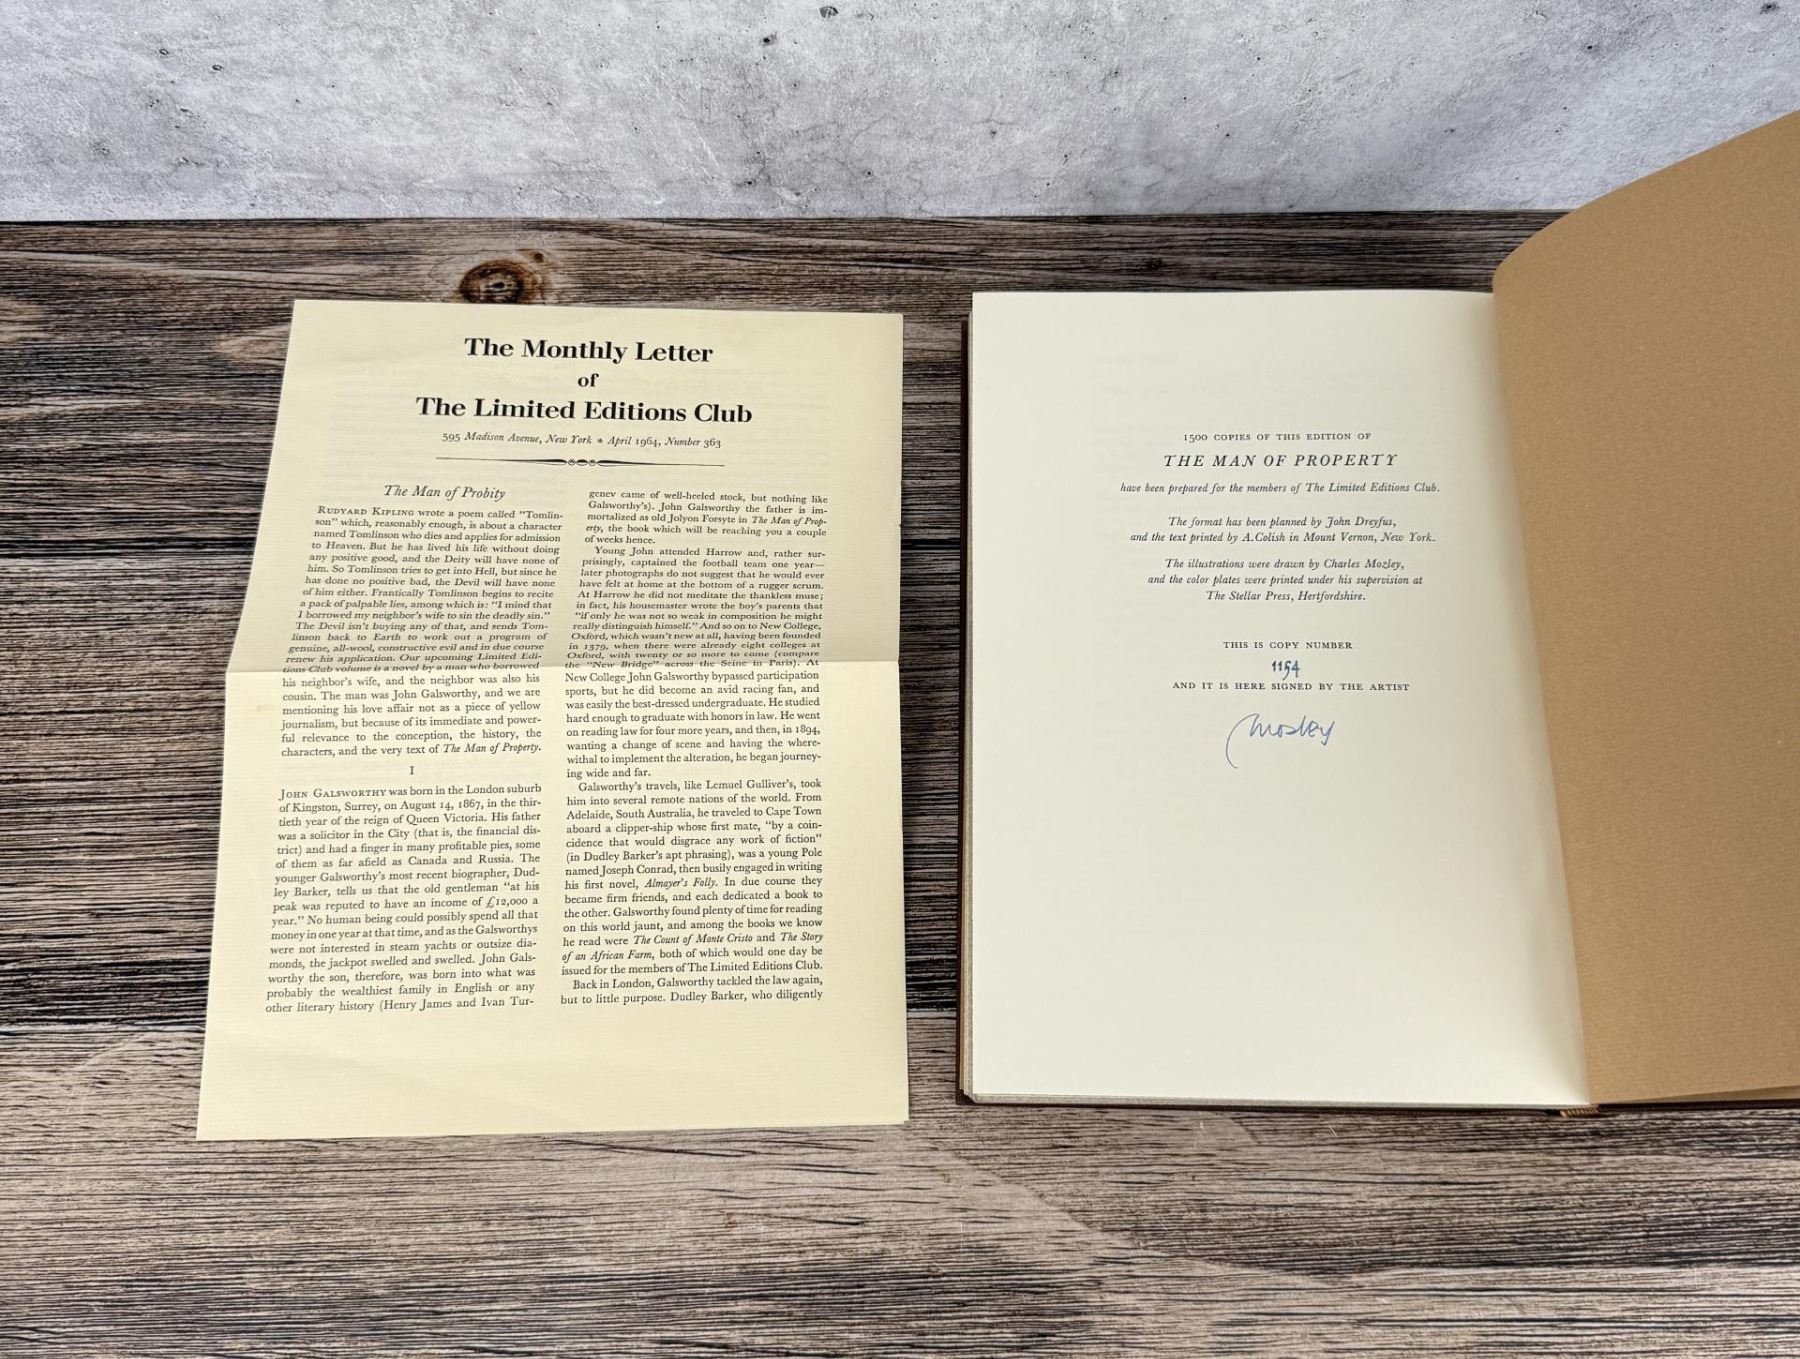 The Monthly Letter
of
The Limited Editions Club
595 Madison Avenue, New York * April 1964, Number 363
The Man of Probity
RUDYARD KIPLING wrote a poem called "Tomlin-
son" which, reasonably enough, is about a character
named Tomlinson who dies and applies for admission
to Heaven. But he has lived his life without doing
any positive good, and the Deity will have none of
him. So Tomlinson tries to get into Hell, but since he
has done no positive bad, the Devil will have none
of him either. Frantically Tomlinson begins to recite
a pack of palpable lies, among which is: "I mind that
I borrowed my neighbor's wife to sin the deadly sin."
The Devil isn't buying any of that, and sends Tom-
linson back to Earth to work out a program of
genuine, all-wool, constructive evil and in due course
renew his application. Our upcoming Limited Edi-
tions Club volume is a novel by a man who borrowed
his neighbor's wife, and the neighbor was also his
cousin. The man was John Galsworthy, and we are
mentioning his love affair not as a piece of yellow
journalism, but because of its immediate and power-
ful relevance to the conception, the history, the
characters, and the very text of The Man of Property.
I
JOHN GALSWORTHY was born in the London suburb
of Kingston, Surrey, on August 14, 1867, in the thir-
tieth year of the reign of Queen Victoria. His father
was a solicitor in the City (that is, the financial dis-
trict) and had a finger in many profitable pies, some
of them as far afield as Canada and Russia. The
younger Galsworthy's most recent biographer, Dud-
ley Barker, tells us that the old gentleman "at his
peak was reputed to have an income of £12,000 a
year." No human being could possibly spend all that
money in one year at that time, and as the Galsworthys
were not interested in steam yachts or outsize dia-
monds, the jackpot swelled and swelled. John Gals-
worthy the son, therefore, was born into what was
probably the wealthiest family in English or any
other literary history (Henry James and Ivan Tur-
genev came of well-heeled stock, but nothing like
Galsworthy's). John Galsworthy the father is im-
mortalized as old Jolyon Forsyte in The Man of Prop-
erty, the book which will be reaching you a couple
of weeks hence.
Young John attended Harrow and, rather sur-
prisingly, captained the football team one year—
later photographs do not suggest that he would ever
have felt at home at the bottom of a rugger scrum.
At Harrow he did not meditate the thankless muse;
in fact, his housemaster wrote the boy's parents that
"if only he was not so weak in composition he might
really distinguish himself." And so on to New College,
Oxford, which wasn't new at all, having been founded
in 1379, when there were already eight colleges at
Oxford, with twenty or so more to come (compare
the "New Bridge" across the Seine in Paris). At
New College John Galsworthy bypassed participation
sports, but he did become an avid racing fan, and
was easily the best-dressed undergraduate. He studied
hard enough to graduate with honors in law. He went
on reading law for four more years, and then, in 1894,
wanting a change of scene and having the where-
withal to implement the alteration, he began journey-
ing wide and far.
Galsworthy's travels, like Lemuel Gulliver's, took
him into several remote nations of the world. From
Adelaide, South Australia, he traveled to Cape Town
aboard a clipper-ship whose first mate, "by a coin-
cidence that would disgrace any work of fiction"
(in Dudley Barker's apt phrasing), was a young Pole
named Joseph Conrad, then busily engaged in writing
his first novel, Almayer's Folly. In due course they
became firm friends, and each dedicated a book to
the other. Galsworthy found plenty of time for reading
on this world jaunt, and among the books we know
he read were The Count of Monte Cristo and The Story
of an African Farm, both of which would one day be
issued for the members of The Limited Editions Club.
Back in London, Galsworthy tackled the law again,
but to little purpose. Dudley Barker, who diligently
1500 COPIES OF THIS EDITION OF
THE MAN OF PROPERTY
have been prepared for the members of The Limited Editions Club.
The format has been planned by John Dreyfus,
and the text printed by A.Colish in Mount Vernon, New York.
The illustrations were drawn by Charles Mozley,
and the color plates were printed under his supervision at
The Stellar Press, Hertfordshire.
THIS IS COPY NUMBER
1154
AND IT IS HERE SIGNED BY THE ARTIST
Mozley